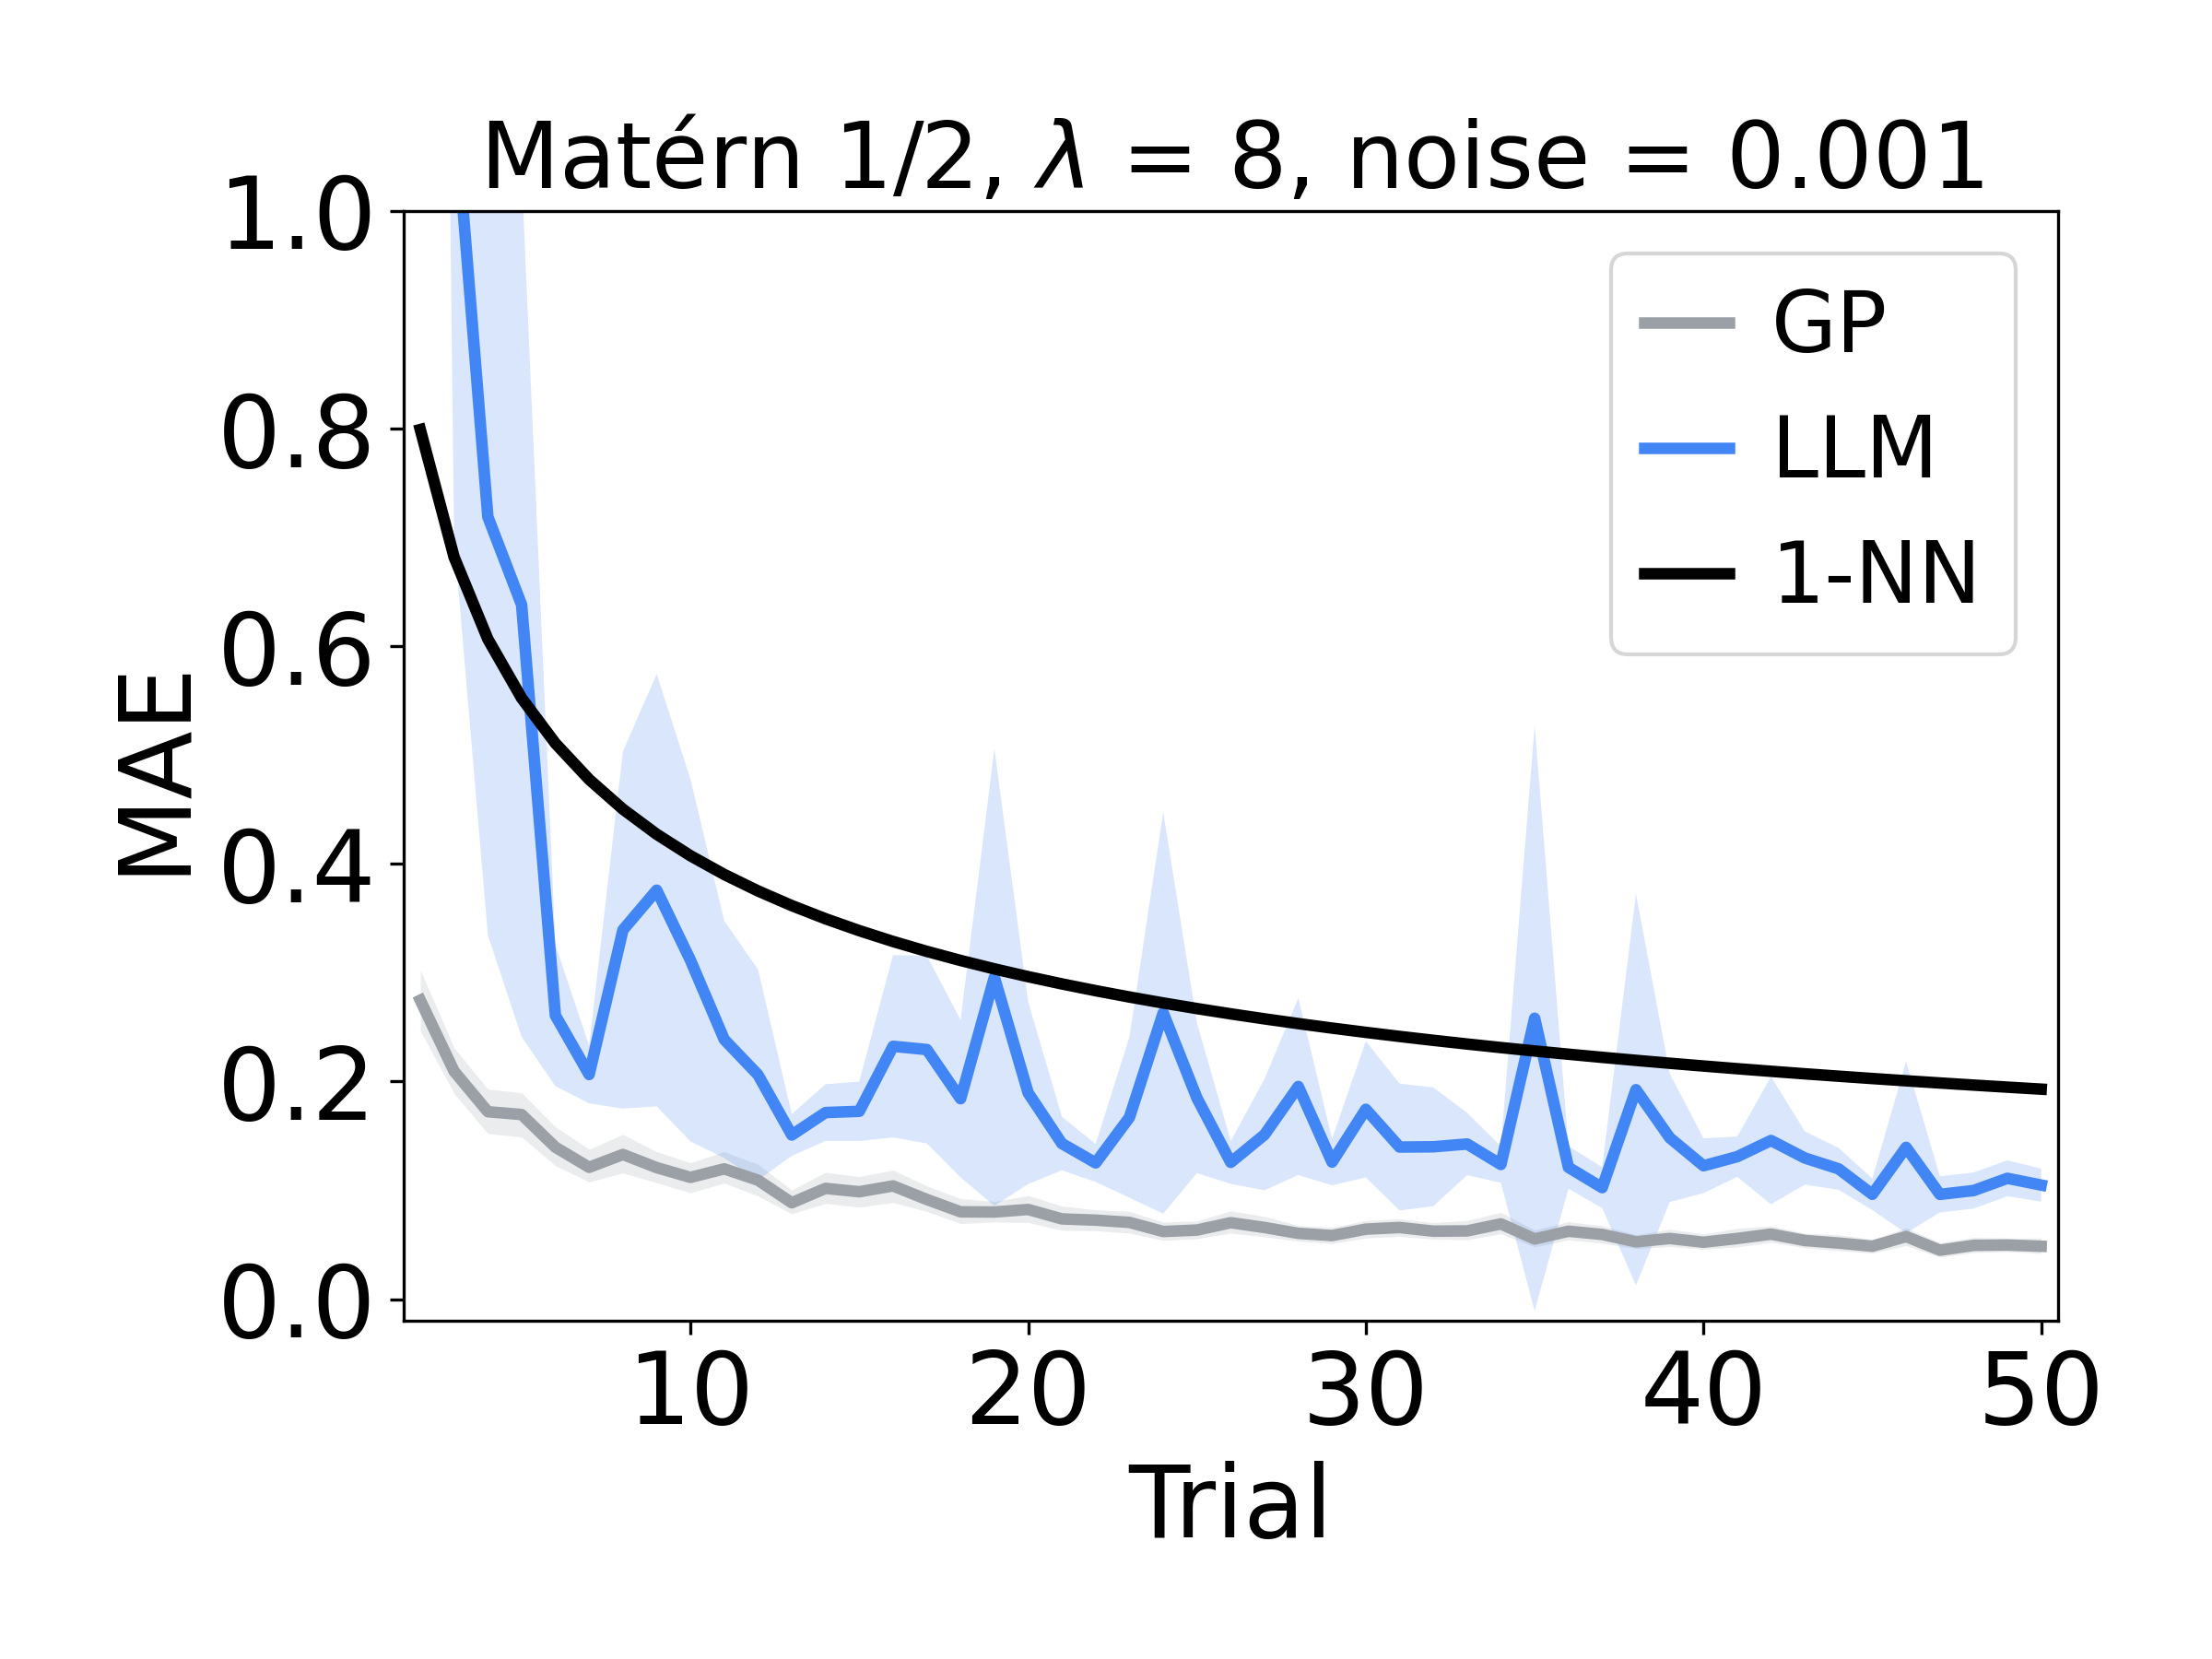 Matérn 1/2, λ = 8, noise = 0.001
1.0
0.8
0.6
0.4
0.2
0.0
MAE
GP
LLM
1-NN
10 20 30 40 50
Trial